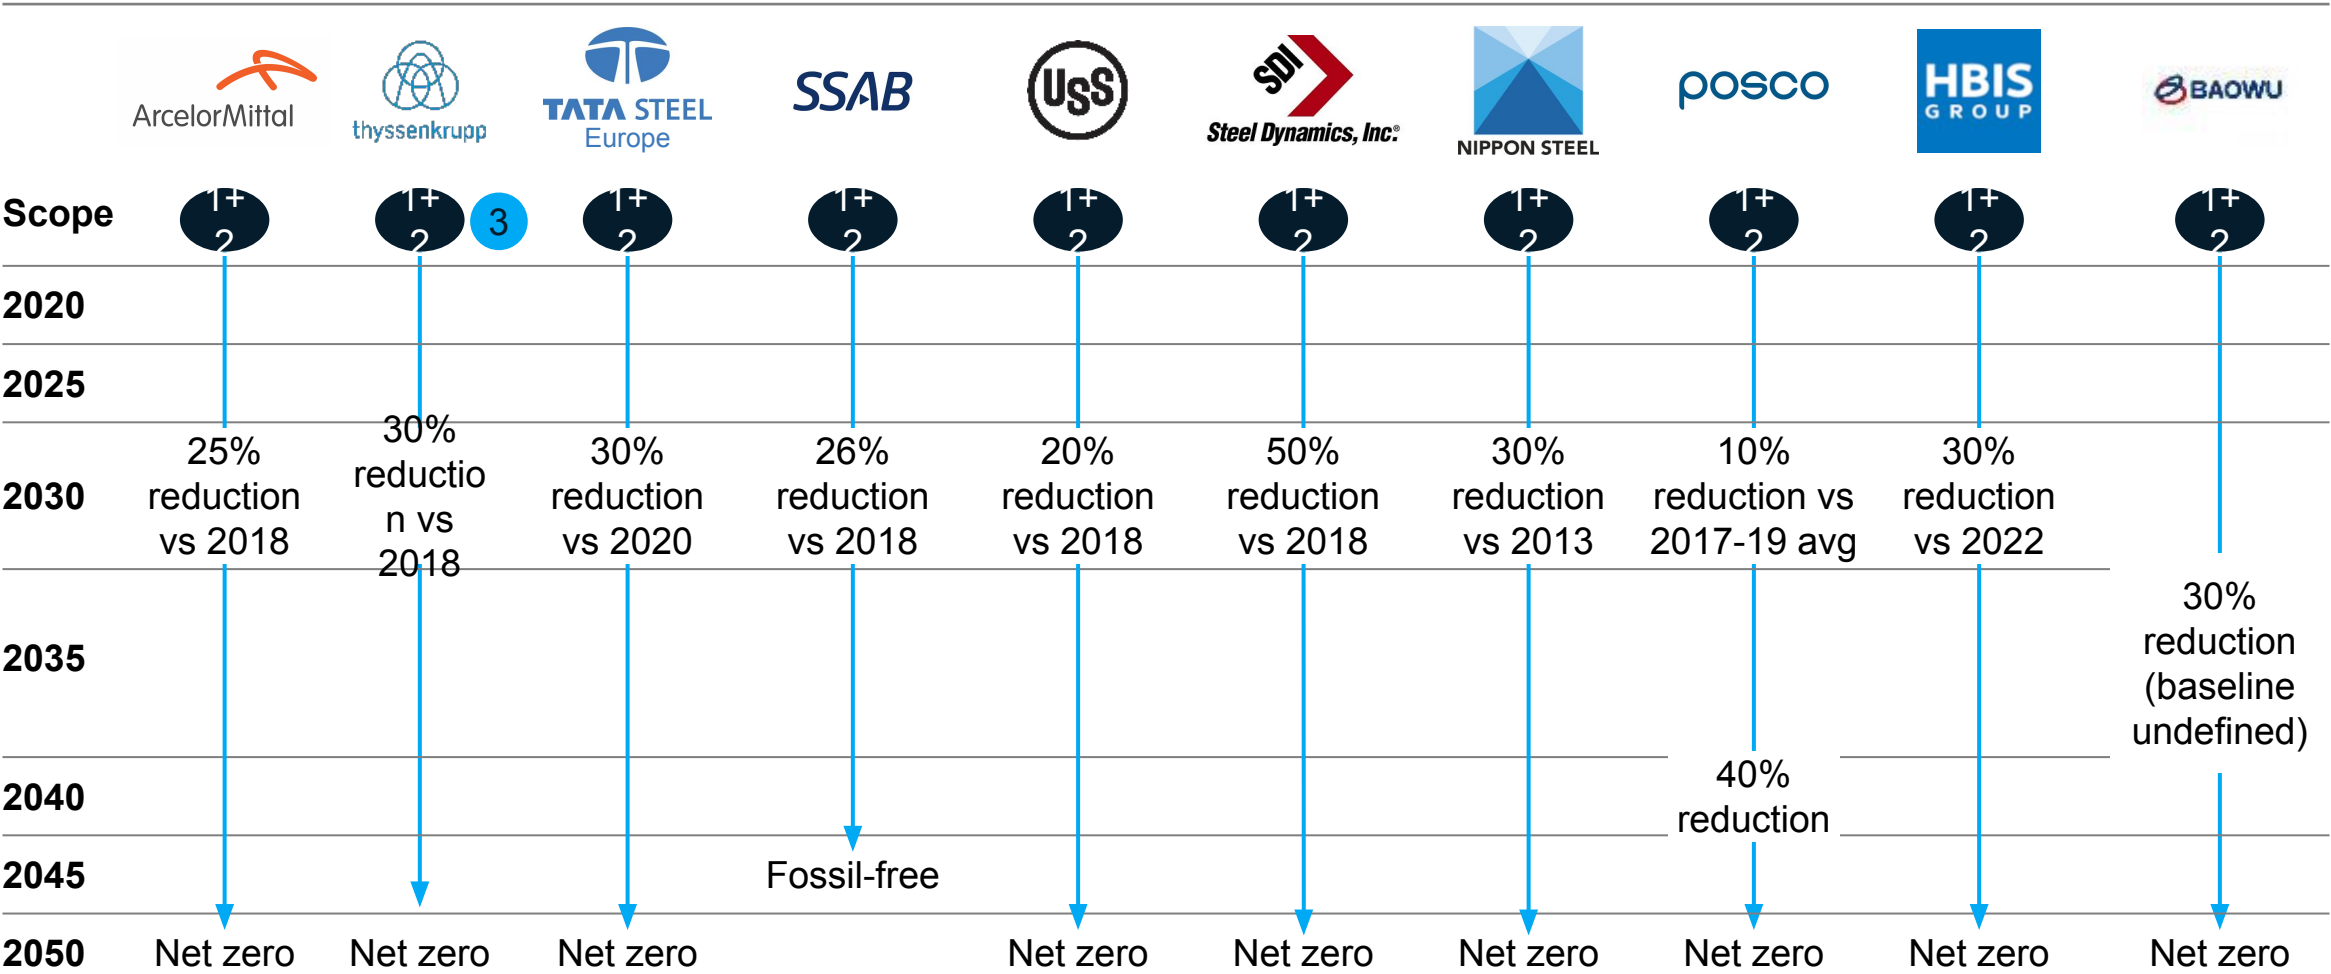 ArcelorMittal
thyssenkrupp
TATA STEEL
Europe
SSAB
USS
SDI
Steel Dynamics, Inc.®
NIPPON STEEL
posco
HBIS
GROUP
BAOWU
Scope
1+
2
1+
2
3
1+
2
1+
2
1+
2
1+
2
1+
2
1+
2
1+
2
1+
2
2020
2025
2030
25%
reduction
vs 2018
30%
reductio
n vs
2018
30%
reduction
vs 2020
26%
reduction
vs 2018
20%
reduction
vs 2018
50%
reduction
vs 2018
30%
reduction
vs 2013
10%
reduction vs
2017-19 avg
30%
reduction
vs 2022
2035
30%
reduction
(baseline
undefined)
2040
40%
reduction
2045
Fossil-free
2050
Net zero
Net zero
Net zero
Net zero
Net zero
Net zero
Net zero
Net zero
Net zero